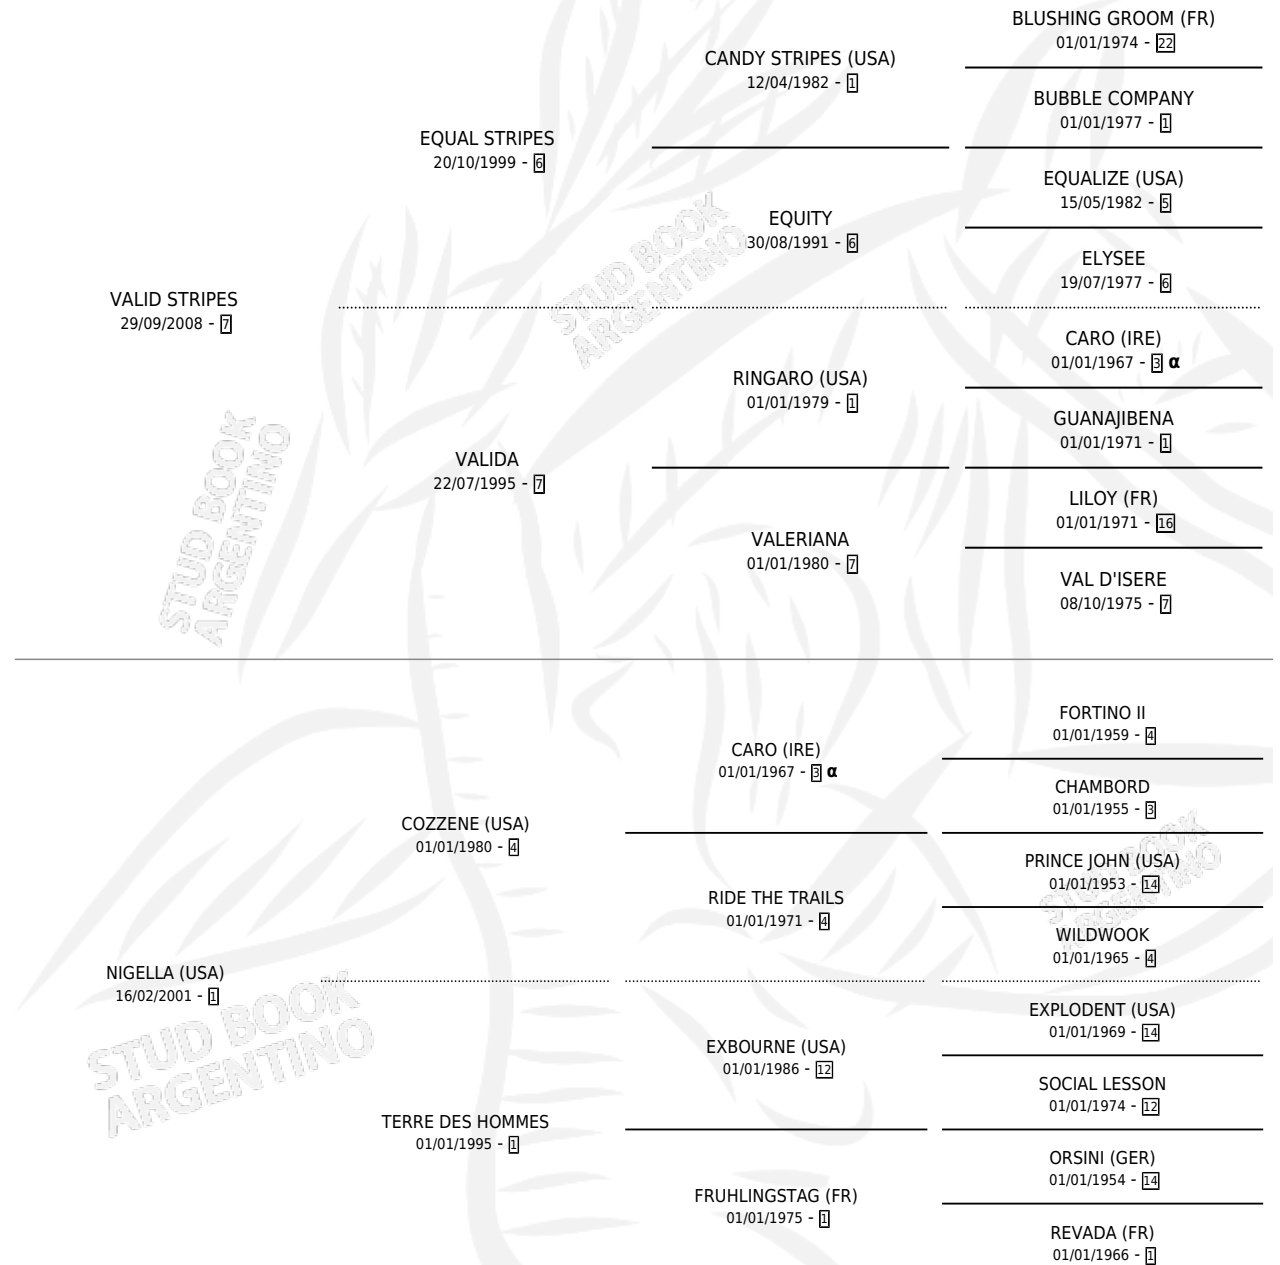 BLUSHING GROOM (FR)
01/01/1974 - 22
CANDY STRIPES (USA)
12/04/1982 - 1
BUBBLE COMPANY
01/01/1977 - 1
EQUAL STRIPES
20/10/1999 - 6
EQUALIZE (USA)
15/05/1982 - 5
EQUITY
30/08/1991 - 6
ELYSEE
19/07/1977 - 6
VALID STRIPES
29/09/2008 - 7
CARO (IRE)
01/01/1967 - 3 α
RINGARO (USA)
01/01/1979 - 1
GUANAJIBENA
01/01/1971 - 1
VALIDA
22/07/1995 - 7
LILOY (FR)
01/01/1971 - 16
VALERIANA
01/01/1980 - 7
VAL D'ISERE
08/10/1975 - 7
FORTINO II
01/01/1959 - 4
CARO (IRE)
01/01/1967 - 3 α
CHAMBORD
01/01/1955 - 3
COZZENE (USA)
01/01/1980 - 4
PRINCE JOHN (USA)
01/01/1953 - 14
RIDE THE TRAILS
01/01/1971 - 4
WILDWOOK
01/01/1965 - 4
NIGELLA (USA)
16/02/2001 - 1
EXPLODENT (USA)
01/01/1969 - 14
EXBOURNE (USA)
01/01/1986 - 12
SOCIAL LESSON
01/01/1974 - 12
TERRE DES HOMMES
01/01/1995 - 1
ORSINI (GER)
01/01/1954 - 14
FRUHLINGSTAG (FR)
01/01/1975 - 1
REVADA (FR)
01/01/1966 - 1
STUD BOOK
ARGENTINO
STUD BOOK
ARGENTINO
STUD BOOK
ARGENTINO
STUD BOOK
ARGENTINO